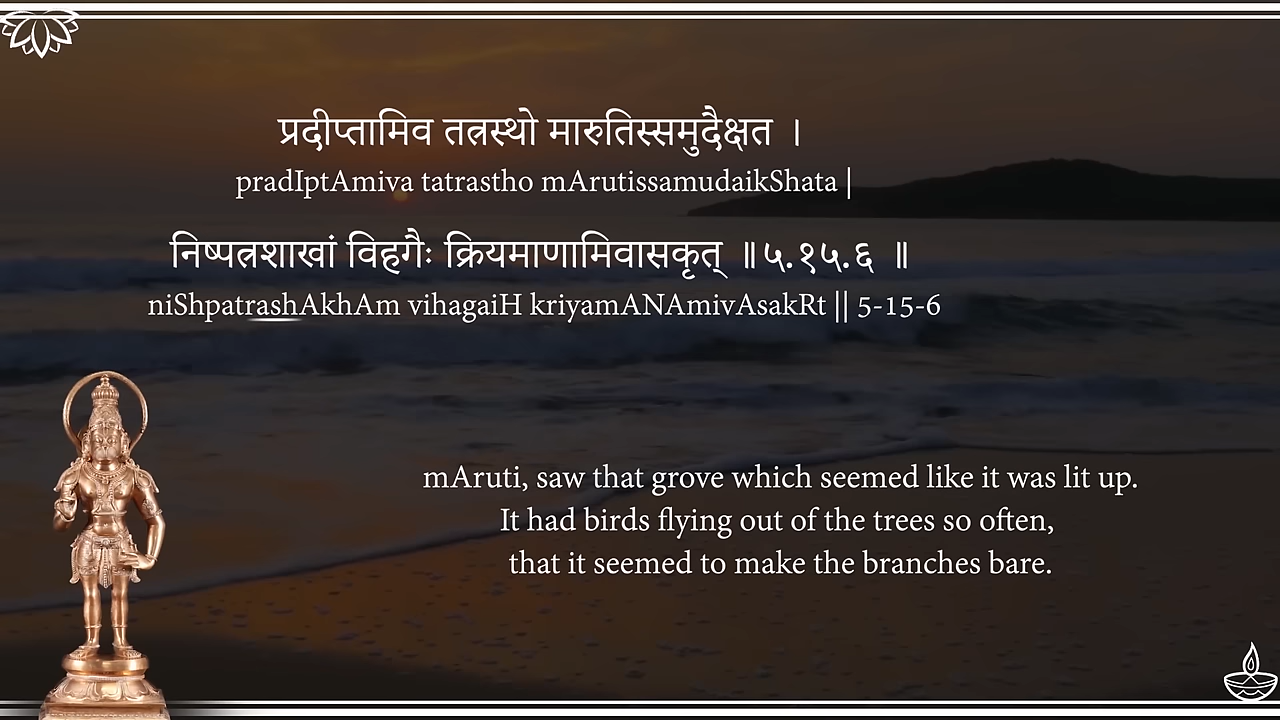 प्रदीप्तामिव तत्रस्थो मारुतिस्समुदैक्षत ।
pradIptAmiva tatrastho mArutissamudaikShata |
निष्पत्रशाखां विहगैः क्रियमाणामिवासकृत् ॥५.१५.६ ॥
niShpatrashAkhAm vihagaiH kriyamANAmivAsakRt || 5-15-6
mAruti, saw that grove which seemed like it was lit up.
It had birds flying out of the trees so often,
that it seemed to make the branches bare.